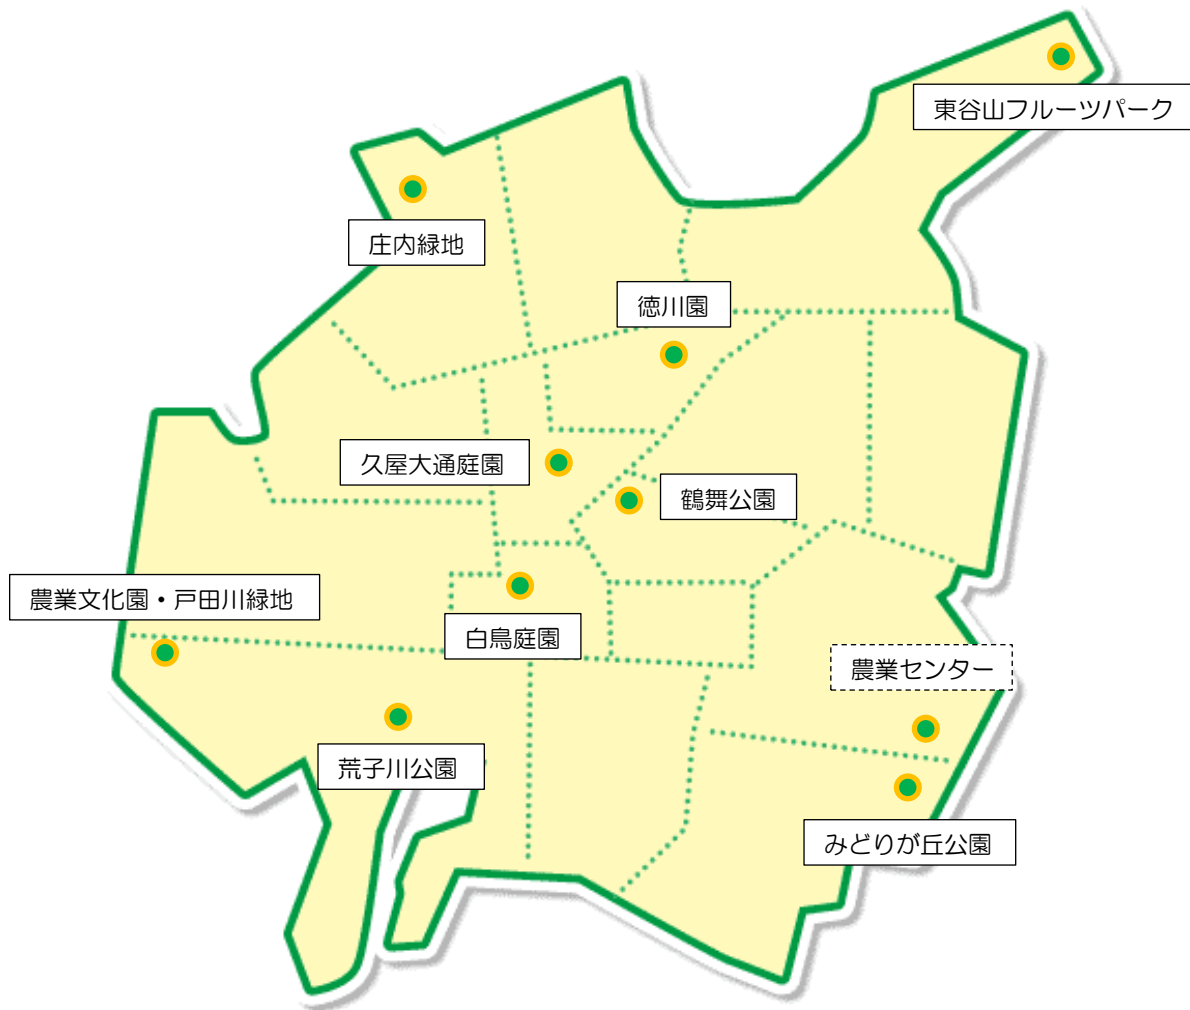 東谷山フルーツパーク
庄内緑地
徳川園
久屋大通庭園
鶴舞公園
農業文化園・戸田川緑地
白鳥庭園
農業センター
荒子川公園
みどりが丘公園